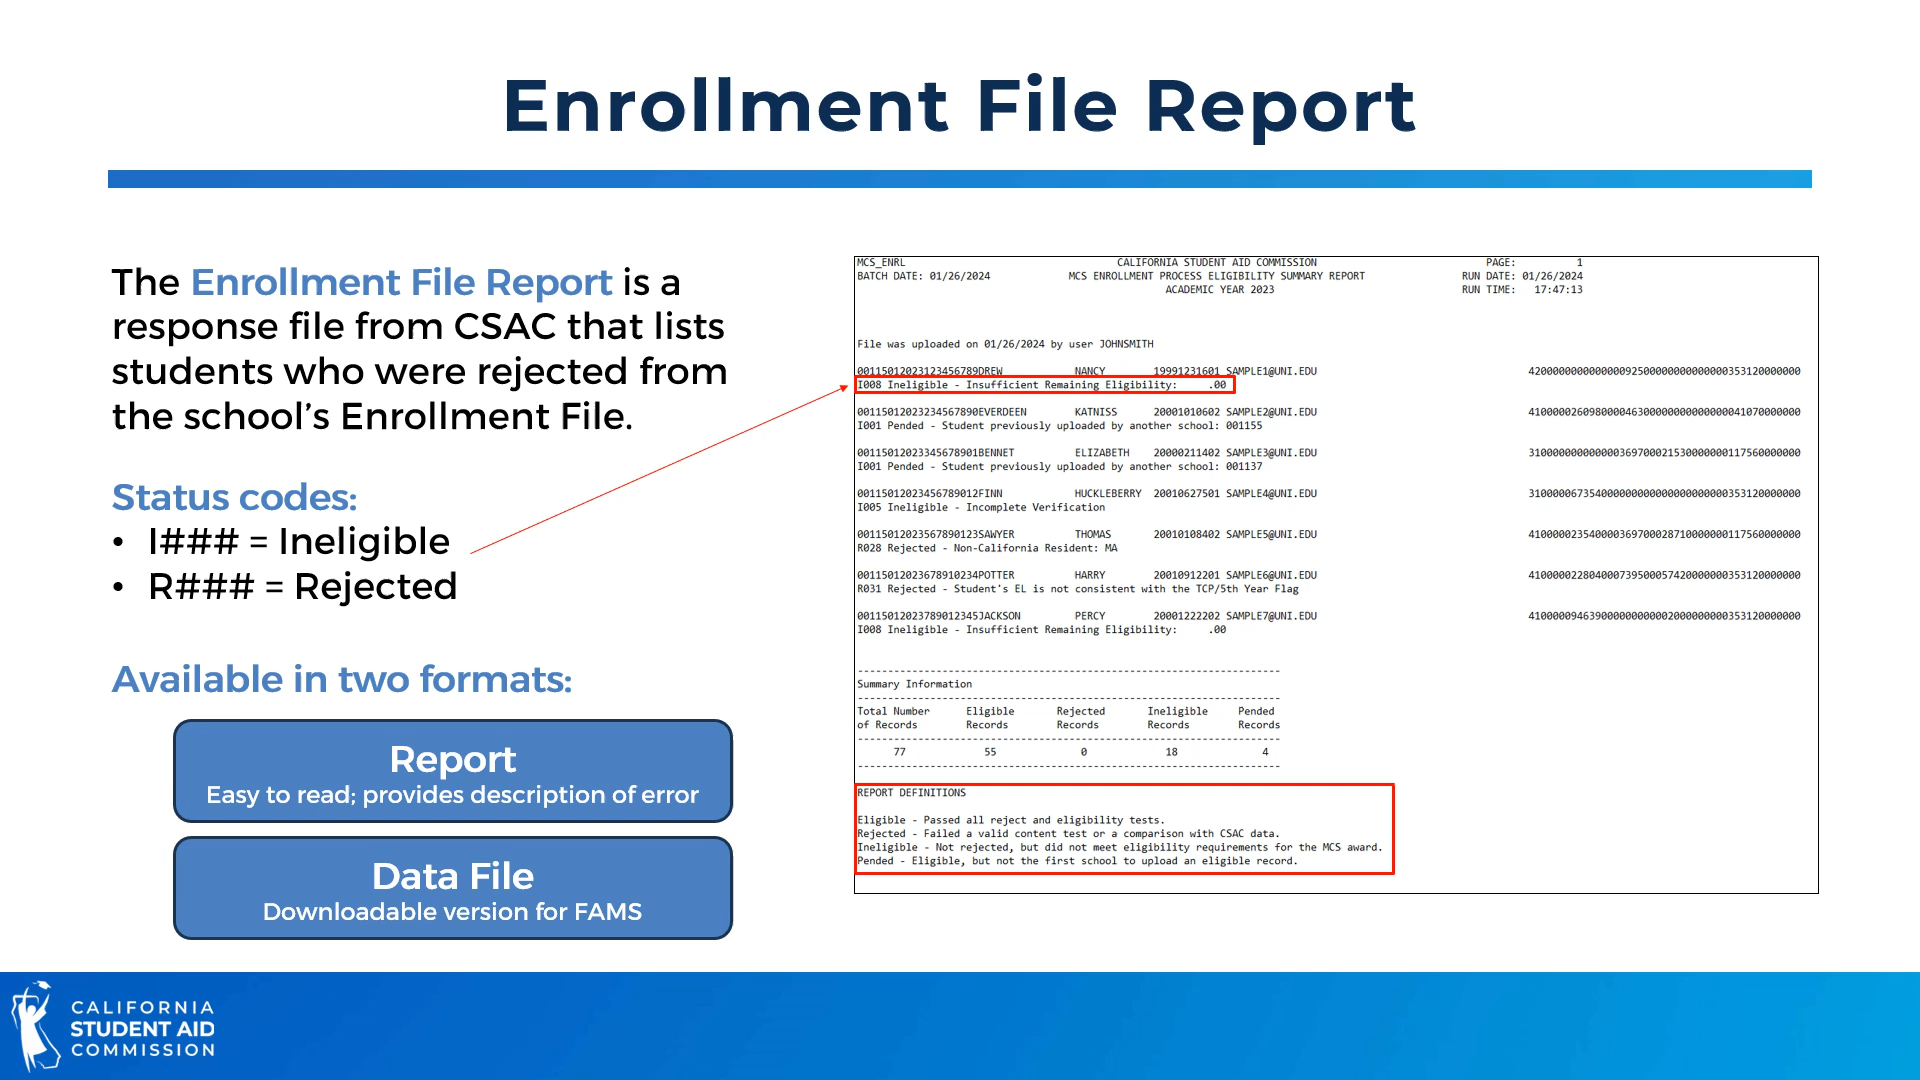 Enrollment File Report
The Enrollment File Report is a
response file from CSAC that lists
students who were rejected from
the school's Enrollment File.
Status codes:
• I### = Ineligible
• R### = Rejected
Available in two formats:
Report
Easy to read; provides description of error
Data File
Downloadable version for FAMS
MCS_ENRL CALIFORNIA STUDENT AID COMMISSION PAGE: 1
BATCH DATE: 01/26/2024 MCS ENROLLMENT PROCESS ELIGIBILITY SUMMARY REPORT RUN DATE: 01/26/2024
ACADEMIC YEAR 2023 RUN TIME: 17:47:13
File was uploaded on 01/26/2024 by user JOHNSMITH
00115012023123456789DREW NANCY 19991231601 SAMPLE1@UNI.EDU 420000000000000925000000000000353120000000
I008 Ineligible - Insufficient Remaining Eligibility: .00
00115012023234567890EVERDEEN KATNISS 20001010602 SAMPLE2@UNI.EDU 410000026098000046300000000000000041070000000
I001 Pended - Student previously uploaded by another school: 001155
00115012023345678901BENNET ELIZABETH 20000211402 SAMPLE3@UNI.EDU 310000000000000369700021530000000117560000000
I001 Pended - Student previously uploaded by another school: 001137
00115012023456789012FINN HUCKLEBERRY 20010627501 SAMPLE4@UNI.EDU 310000067354000000000000000000000353120000000
I005 Ineligible - Incomplete Verification
00115012023567890123SAWYER THOMAS 20010108402 SAMPLE5@UNI.EDU 410000023540000369700028710000000117560000000
R028 Rejected - Non-California Resident: MA
00115012023678910234POTTER HARRY 20010912201 SAMPLE6@UNI.EDU 410000022804000739500057420000000353120000000
R031 Rejected - Student's EL is not consistent with the TCP/5th Year Flag
00115012023789012345JACKSON PERCY 20001222202 SAMPLE7@UNI.EDU 410000094639000000000000200000000353120000000
I008 Ineligible - Insufficient Remaining Eligibility: .00
Summary Information
Total Number Eligible Rejected Ineligible Pended
of Records Records Records Records Records
77 55 0 18 4
REPORT DEFINITIONS
Eligible - Passed all reject and eligibility tests.
Rejected - Failed a valid content test or a comparison with CSAC data.
Ineligible - Not rejected, but did not meet eligibility requirements for the MCS award.
Pended - Eligible, but not the first school to upload an eligible record.
CALIFORNIA
STUDENT AID
COMMISSION